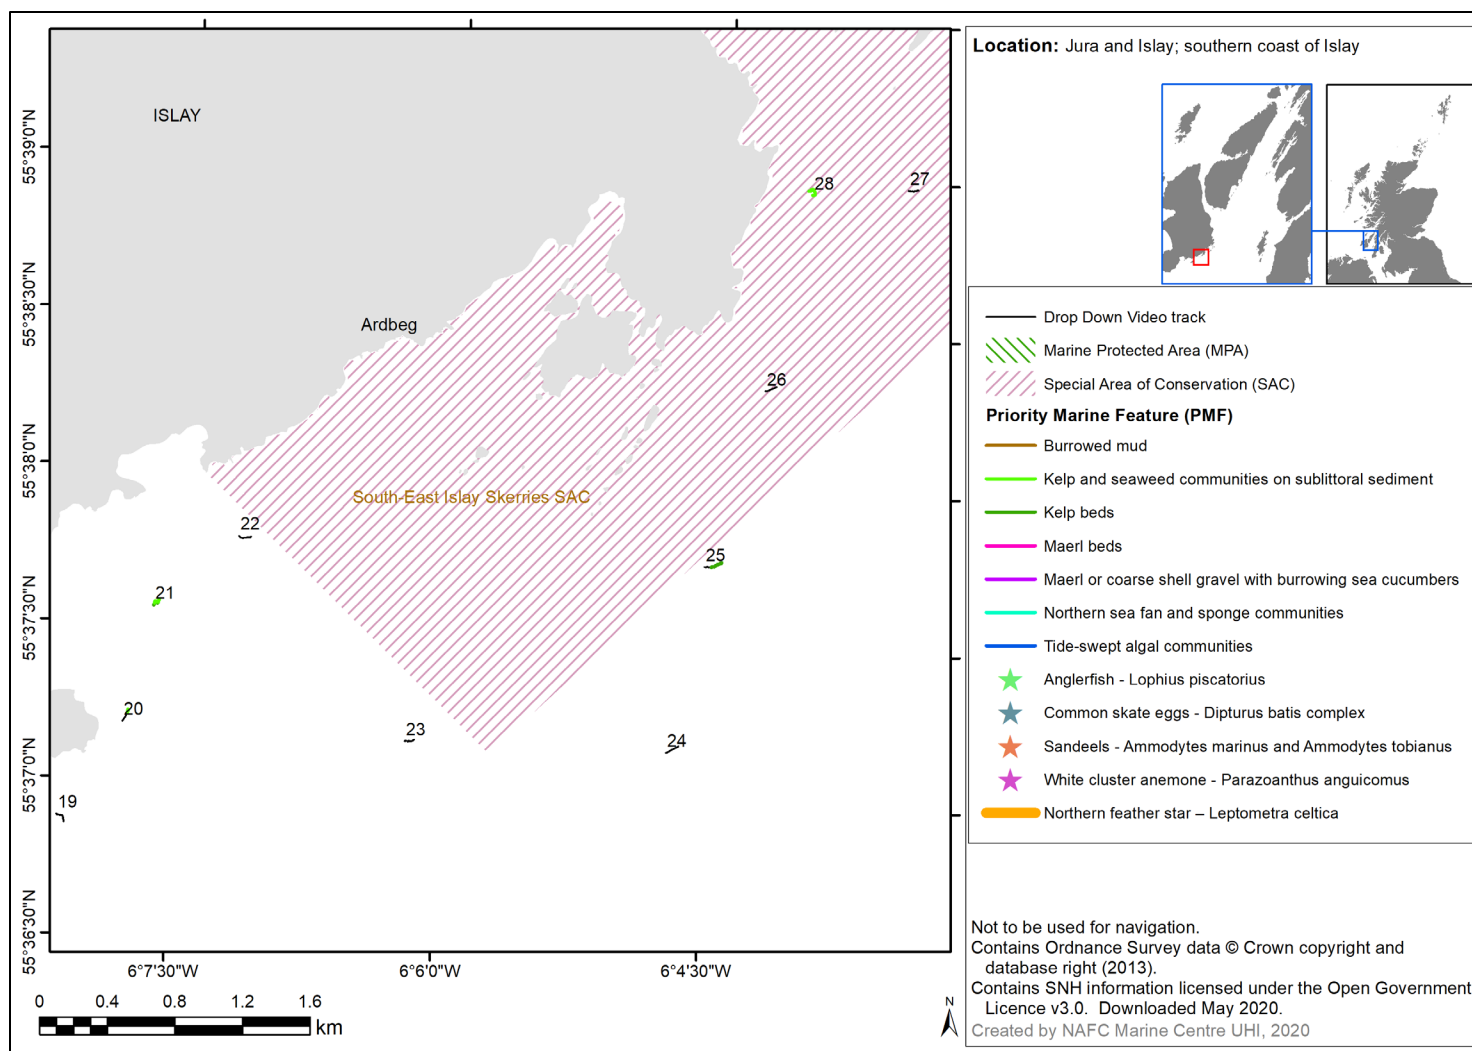 ISLAY
Ardbeg
South-East Islay Skerries SAC
28
27
26
25
22
21
20
23
24
19
55°39'0"N
55°38'30"N
55°38'0"N
55°37'30"N
55°37'0"N
55°36'30"N
6°7'30"W
6°6'0"W
6°4'30"W
0 0.4 0.8 1.2 1.6
km
N
Location: Jura and Islay; southern coast of Islay
Drop Down Video track
Marine Protected Area (MPA)
Special Area of Conservation (SAC)
Priority Marine Feature (PMF)
Burrowed mud
Kelp and seaweed communities on sublittoral sediment
Kelp beds
Maerl beds
Maerl or coarse shell gravel with burrowing sea cucumbers
Northern sea fan and sponge communities
Tide-swept algal communities
Anglerfish - Lophius piscatorius
Common skate eggs - Dipturus batis complex
Sandeels - Ammodytes marinus and Ammodytes tobianus
White cluster anemone - Parazoanthus anguicomus
Northern feather star – Leptometra celtica
Not to be used for navigation.
Contains Ordnance Survey data © Crown copyright and
database right (2013).
Contains SNH information licensed under the Open Government
Licence v3.0. Downloaded May 2020.
Created by NAFC Marine Centre UHI, 2020